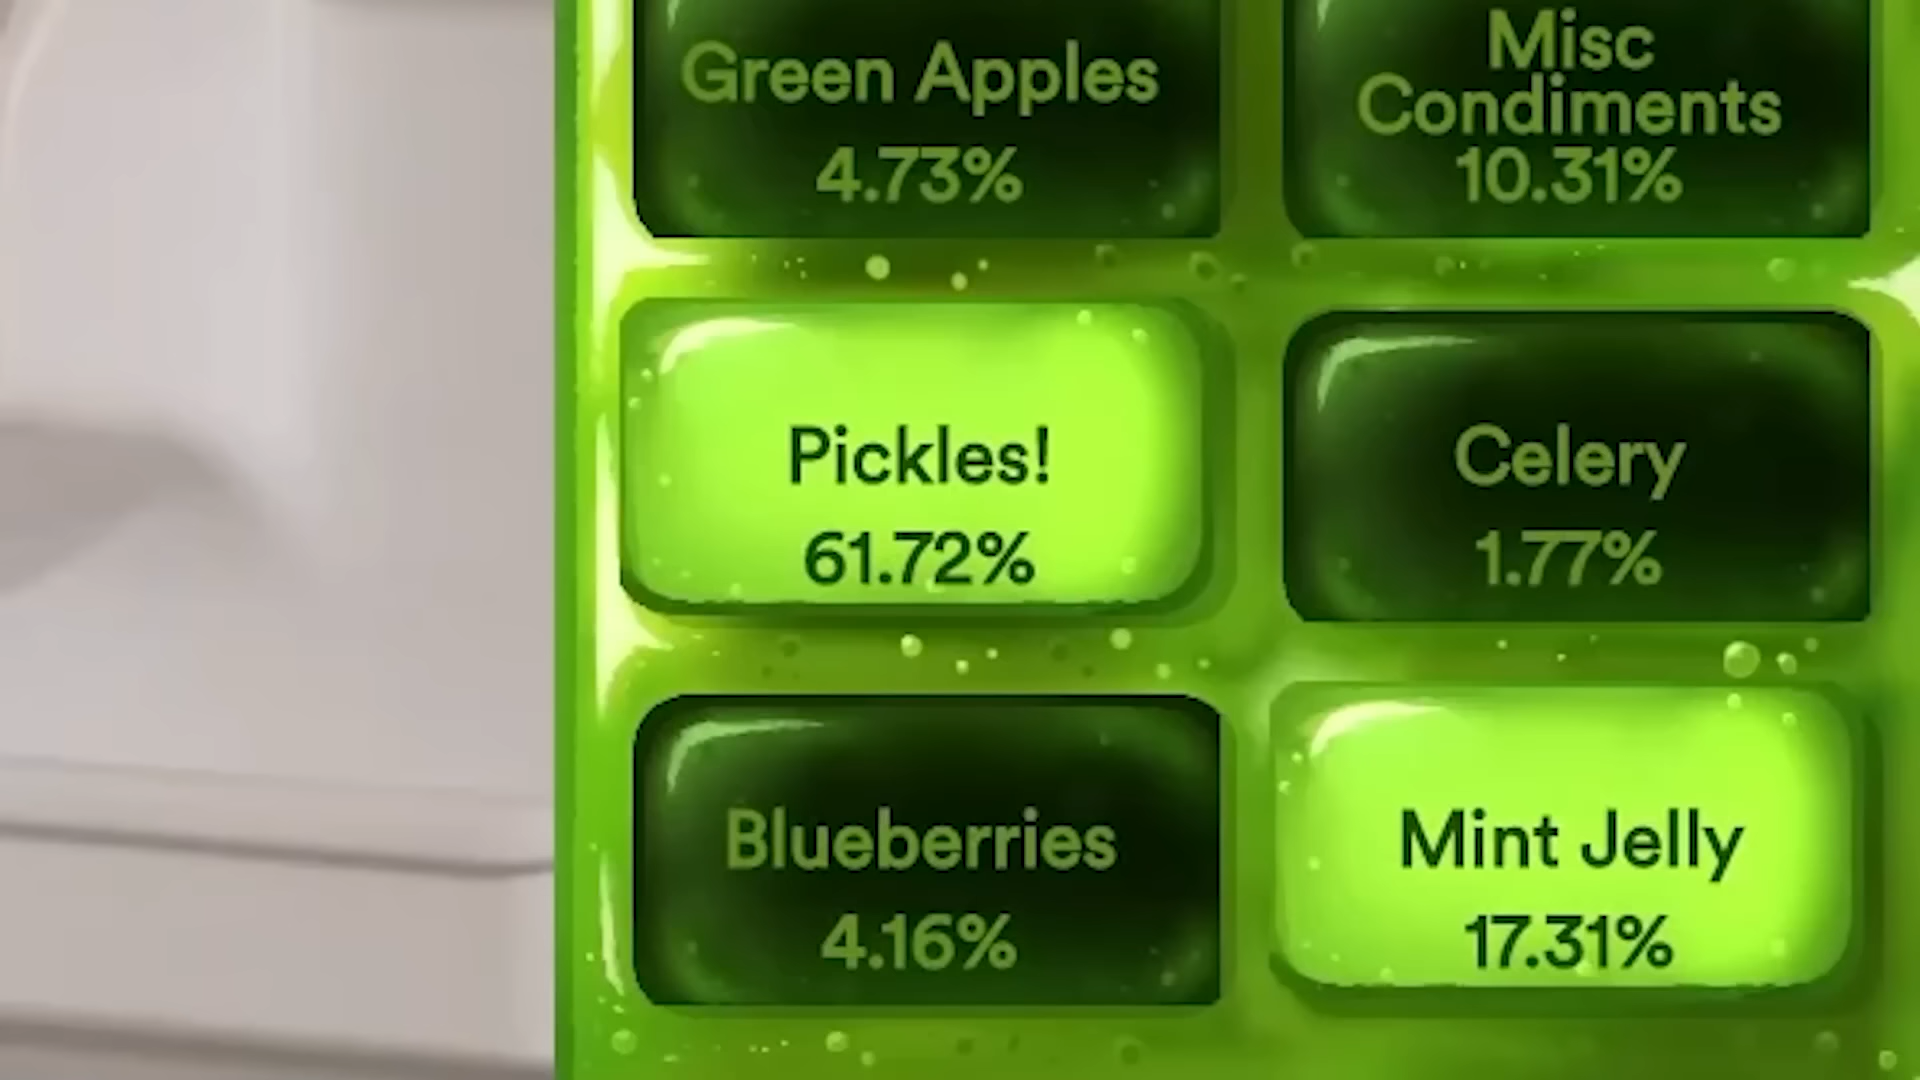 Green Apples
4.73%
Misc
Condiments
10.31%
Pickles!
61.72%
Celery
1.77%
Blueberries
4.16%
Mint Jelly
17.31%